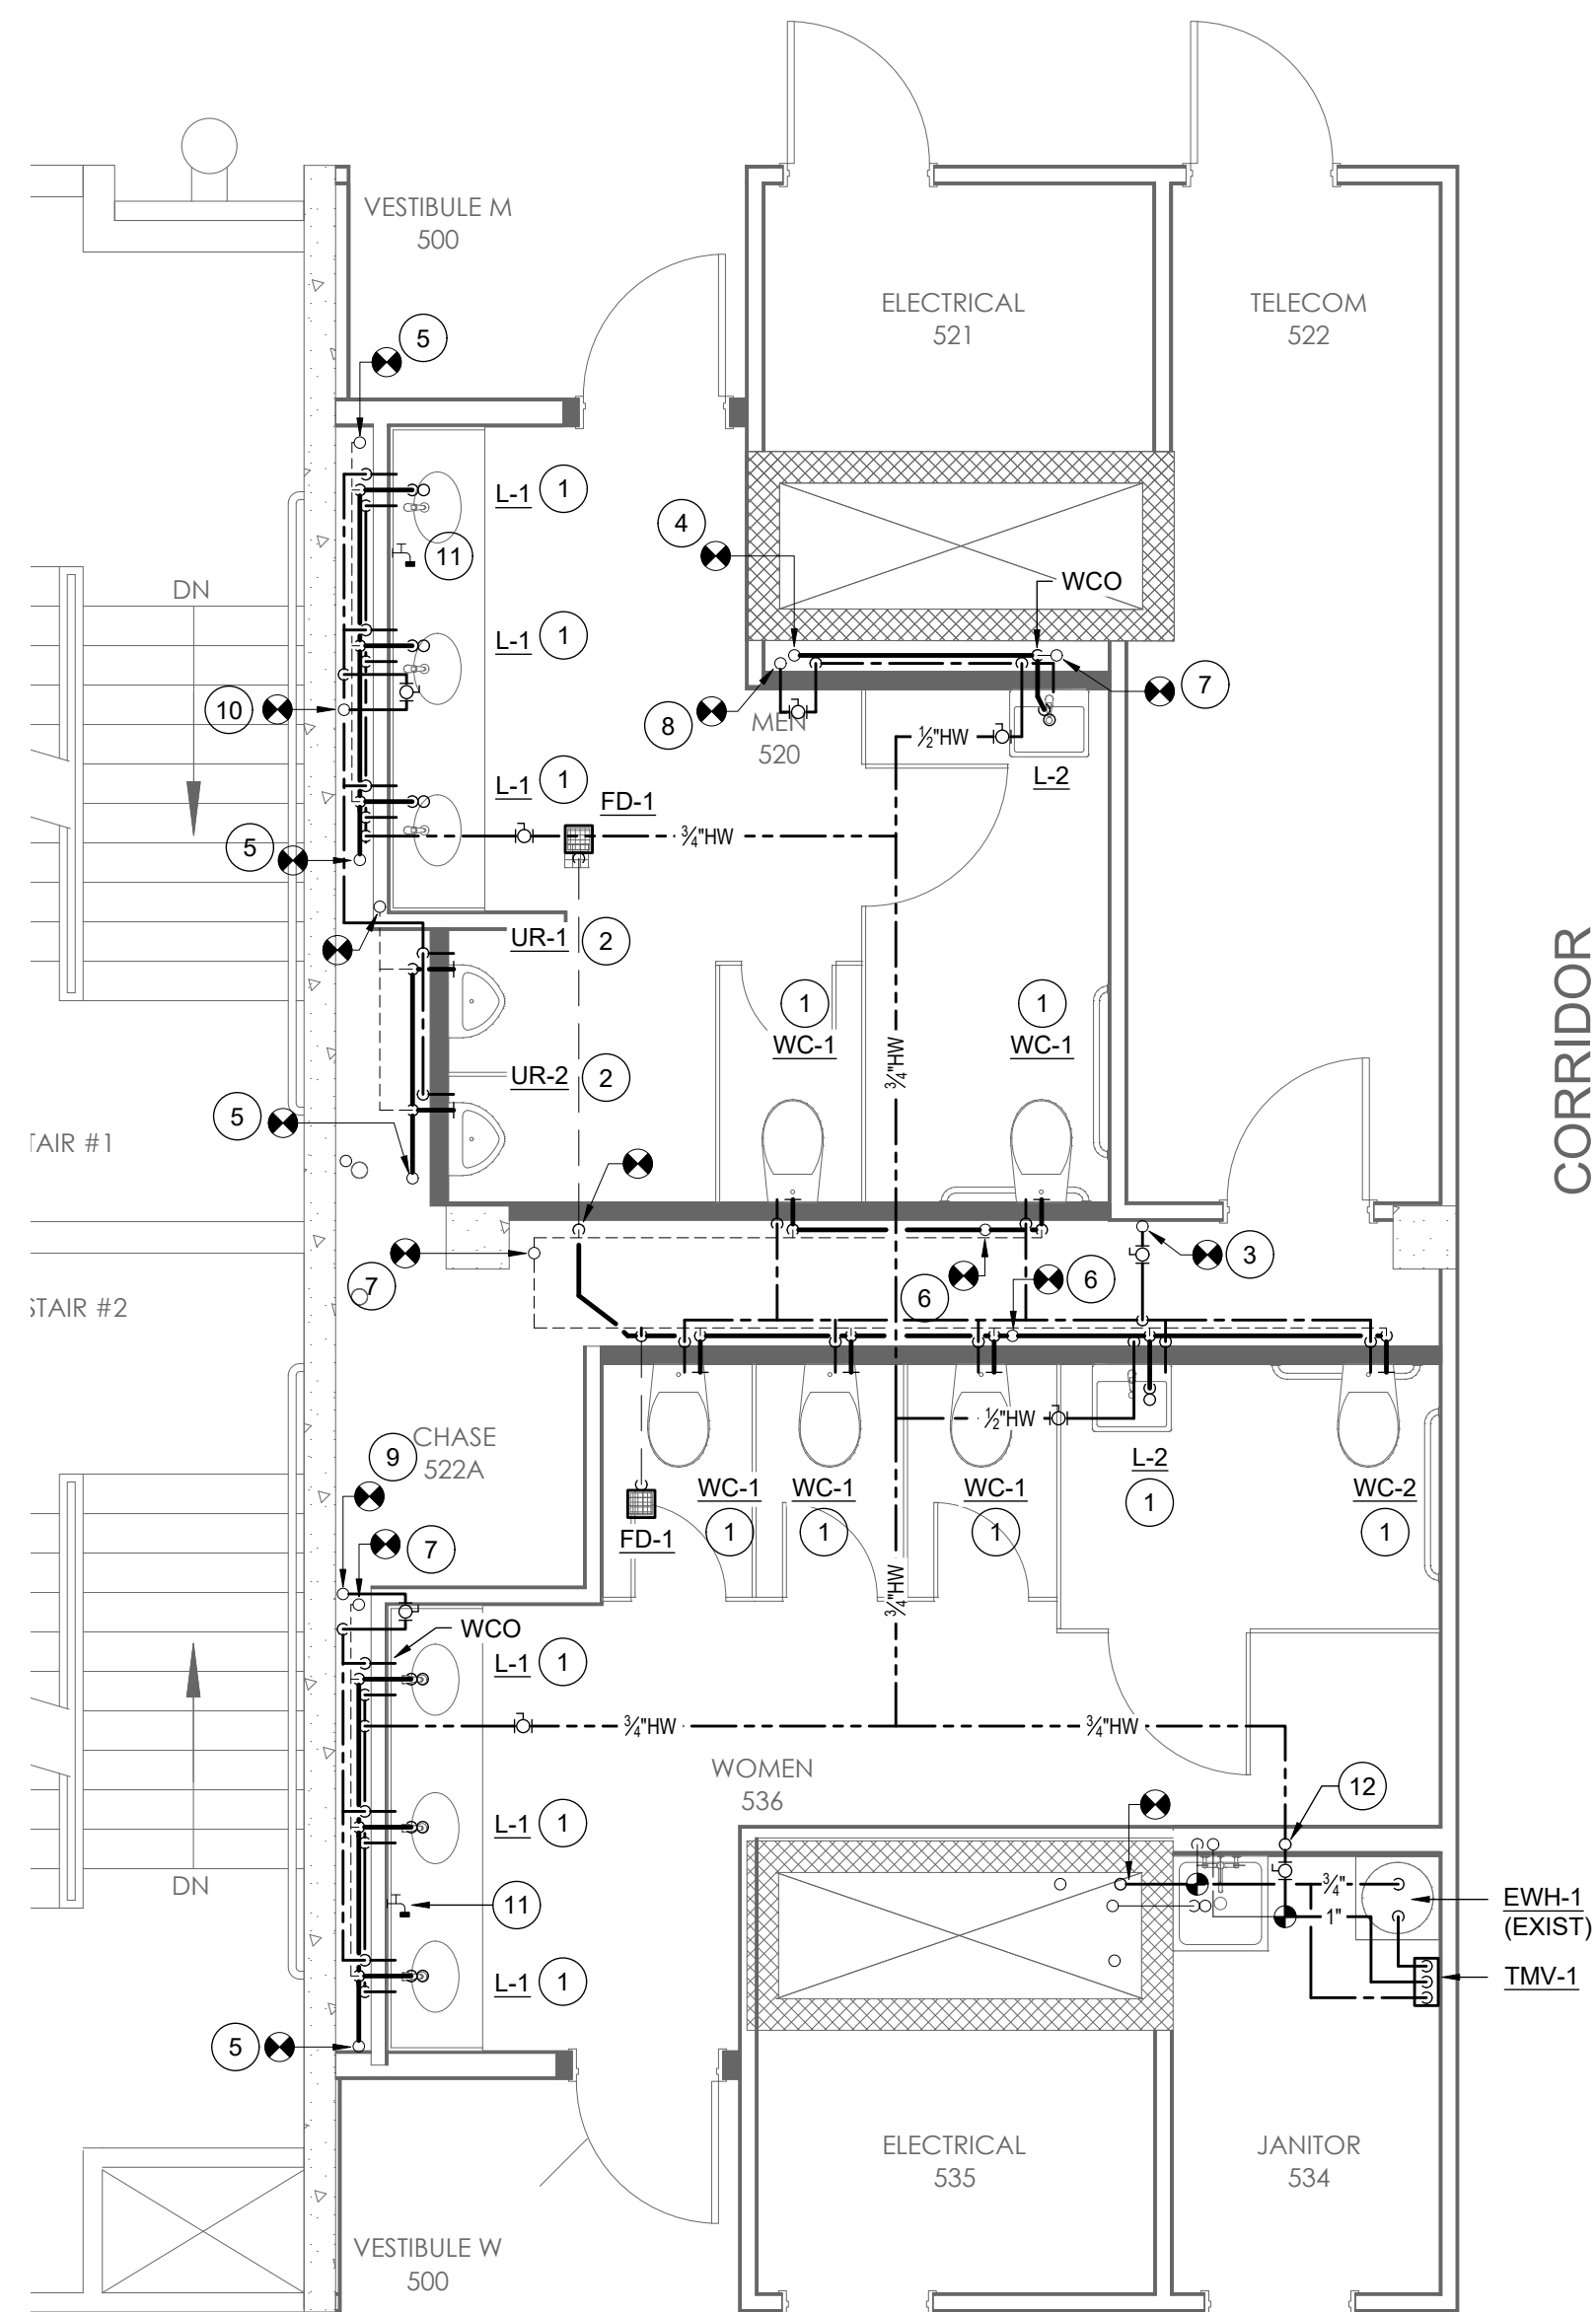 VESTIBULE M
500
ELECTRICAL
521
TELECOM
522
5
L-1 1
4
11
WCO
DN
L-1 1
10
8
7
MEN
520
½"HW
L-2
L-1 1
FD-1
¾"HW
5
UR-1 2
1
WC-1
1
WC-1
¾"HW
UR-2 2
5
CORRIDOR
TAIR #1
7
6
6
3
STAIR #2
9
CHASE
522A
½"HW
WC-1
1
WC-1
1
WC-1
1
L-2
1
WC-2
1
FD-1
7
¾"HW
WCO
L-1 1
¾"HW
¾"HW
WOMEN
536
12
L-1 1
DN
11
¾"
1"
EWH-1
(EXIST)
TMV-1
L-1 1
5
ELECTRICAL
535
JANITOR
534
VESTIBULE W
500